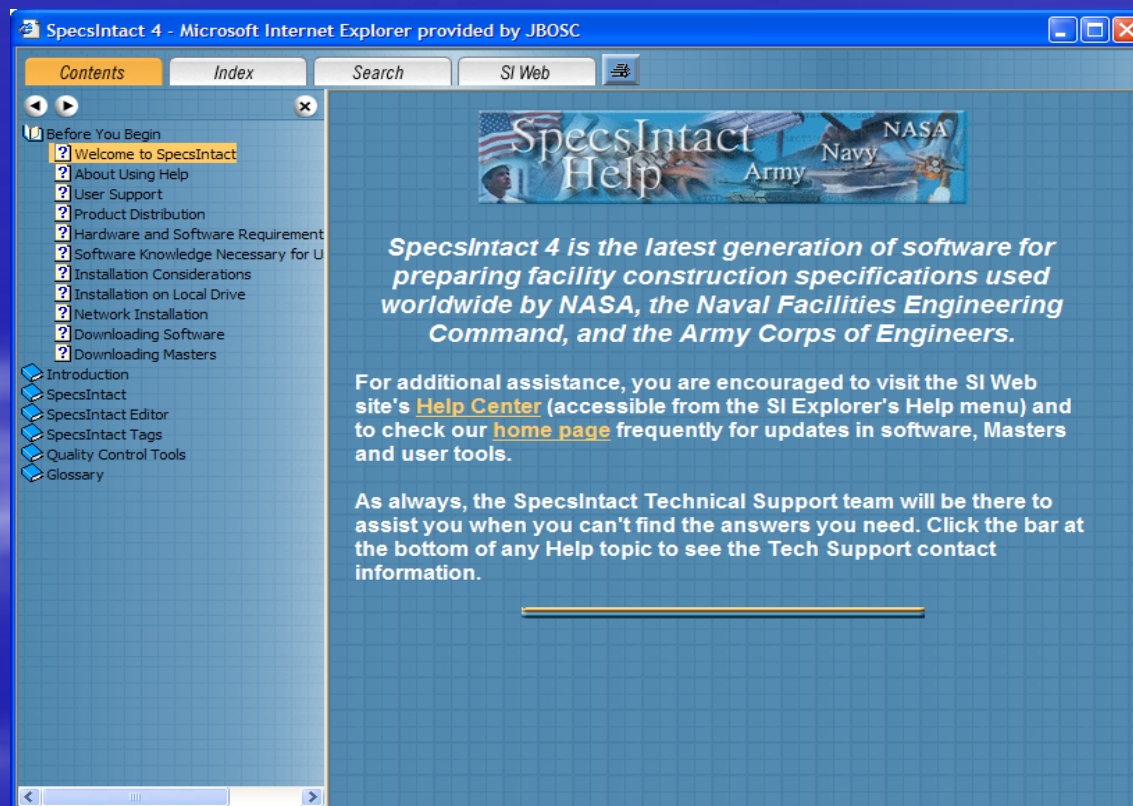 SpecsIntact 4 - Microsoft Internet Explorer provided by JBOSC
Contents
Index
Search
SI Web
Before You Begin
Welcome to SpecsIntact
About Using Help
User Support
Product Distribution
Hardware and Software Requirement
Software Knowledge Necessary for U
Installation Considerations
Installation on Local Drive
Network Installation
Downloading Software
Downloading Masters
Introduction
SpecsIntact
SpecsIntact Editor
SpecsIntact Tags
Quality Control Tools
Glossary
SpecsIntact
Help
Army
Navy
NASA
SpecsIntact 4 is the latest generation of software for
preparing facility construction specifications used
worldwide by NASA, the Naval Facilities Engineering
Command, and the Army Corps of Engineers.
For additional assistance, you are encouraged to visit the SI Web
site's Help Center (accessible from the SI Explorer's Help menu) and
to check our home page frequently for updates in software, Masters
and user tools.
As always, the SpecsIntact Technical Support team will be there to
assist you when you can't find the answers you need. Click the bar at
the bottom of any Help topic to see the Tech Support contact
information.